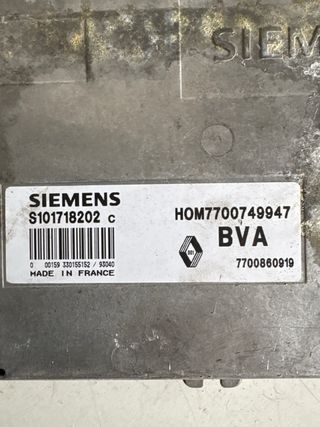 SIEMENS
SIEMENS
S101718202 C
0 00159 330155152 / 93040
MADE IN FRANCE
HOM7700749947
BVA
7700860919